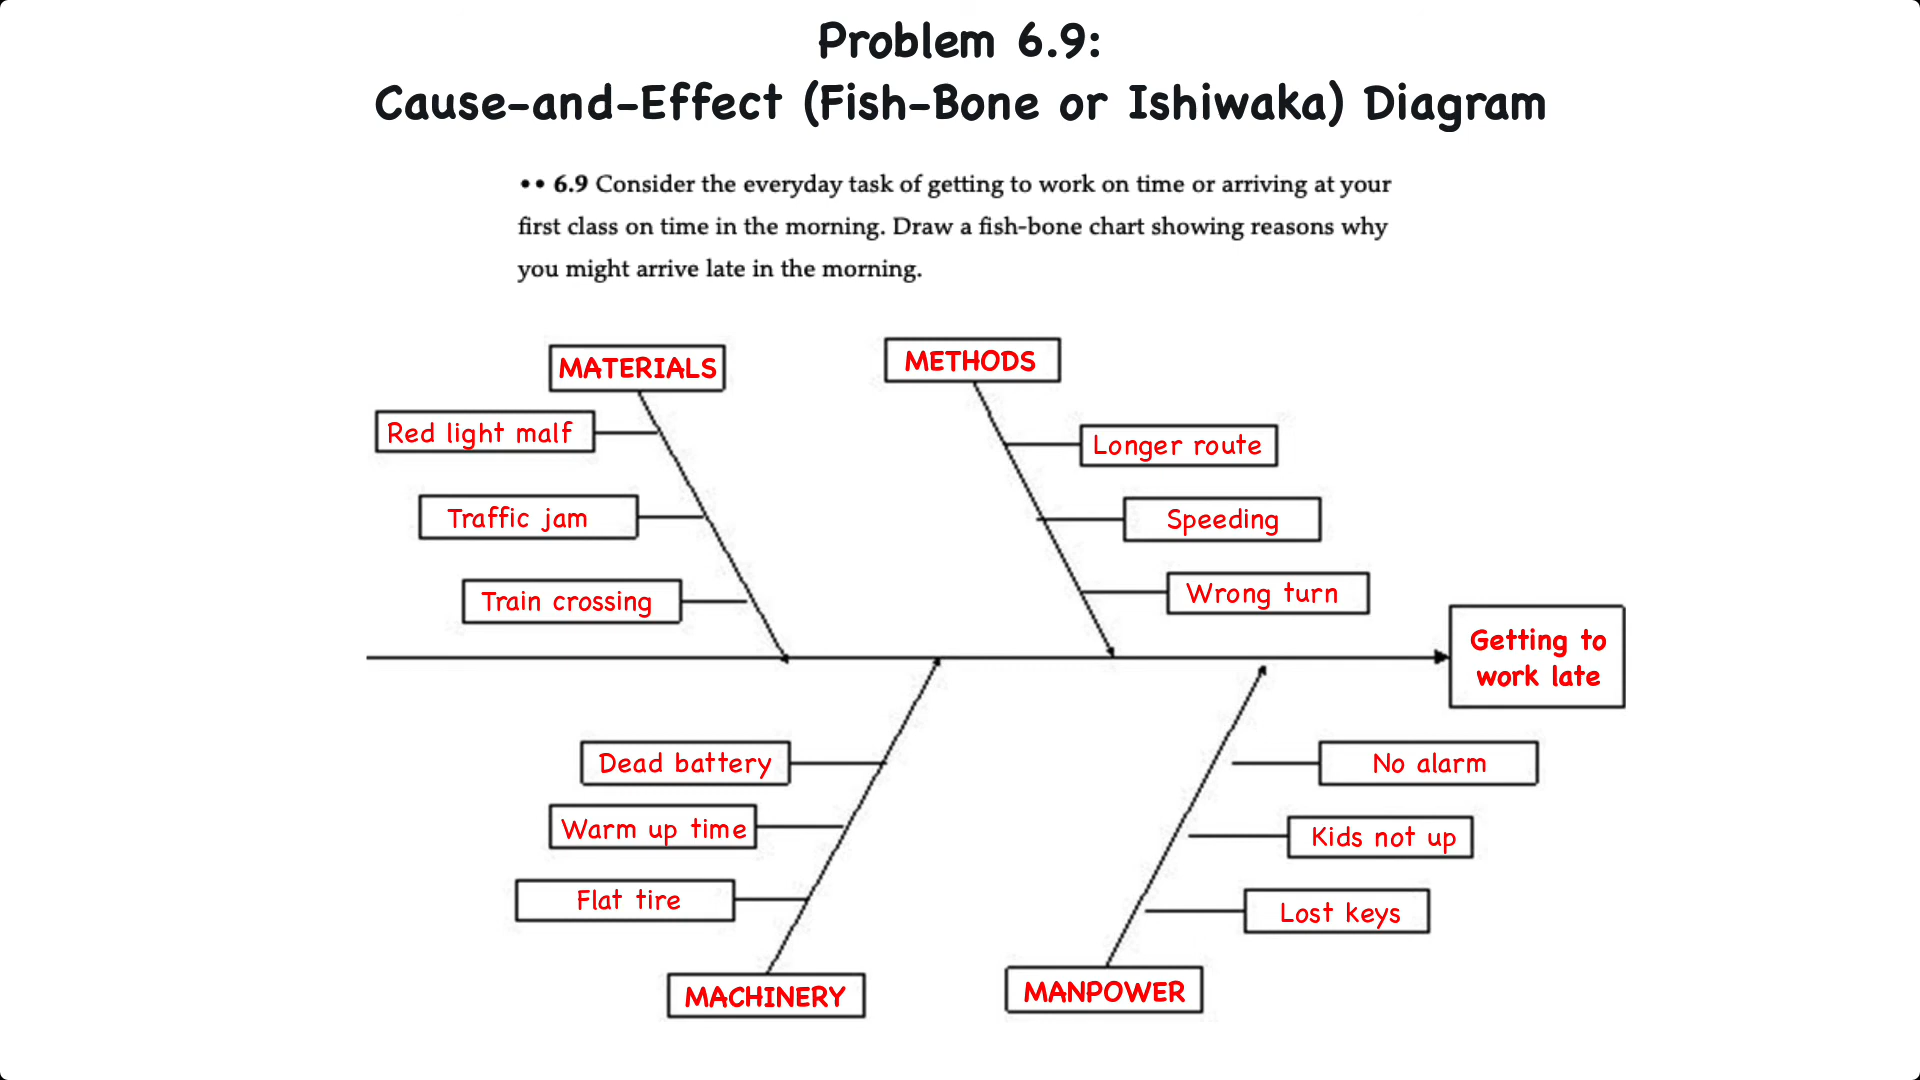 Problem 6.9:
Cause-and-Effect (Fish-Bone or Ishiwaka) Diagram
•• 6.9 Consider the everyday task of getting to work on time or arriving at your
first class on time in the morning. Draw a fish-bone chart showing reasons why
you might arrive late in the morning.
MATERIALS
Red light malf
Traffic jam
Train crossing
METHODS
Longer route
Speeding
Wrong turn
Getting to
work late
Dead battery
Warm up time
Flat tire
MACHINERY
No alarm
Kids not up
Lost keys
MANPOWER